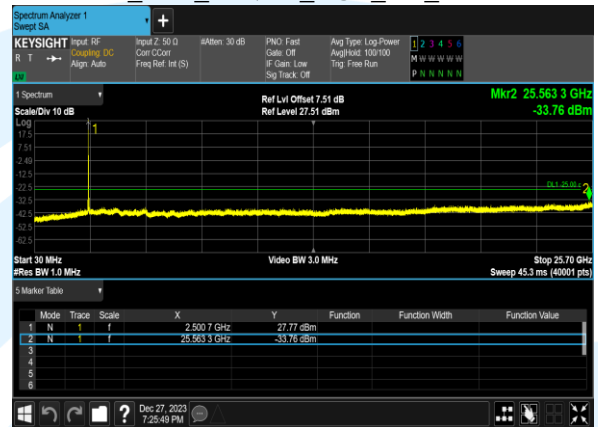 Spectrum Analyzer 1
Swept SA
+
KEYSIGHT Input: RF Input Z: 50 Ω #Atten: 30 dB PNO: Fast Avg Type: Log-Power 1 2 3 4 5 6
R T Coupling: DC Corr CCorr Gate: Off Avg|Hold: 100/100 M W W W W W
Align: Auto Freq Ref: Int (S) IF Gain: Low Trig: Free Run
Sig Track: Off P N N N N N
1 Spectrum Ref Lvl Offset 7.51 dB Mkr2 25.563 3 GHz
Scale/Div 10 dB Ref Level 27.51 dBm -33.76 dBm
Log
17.5
1
7.51
-2.49
-12.5
DL1 -25.00
2
-22.5
-32.5
-42.5
-52.5
-62.5
Start 30 MHz Video BW 3.0 MHz Stop 25.70 GHz
#Res BW 1.0 MHz Sweep 45.3 ms (40001 pts)
5 Marker Table
Mode Trace Scale X Y Function Function Width Function Value
1 N 1 f 2.500 7 GHz 27.77 dBm
2 N 1 f 25.563 3 GHz -33.76 dBm
3
4
5
6
? Dec 27, 2023
7:25:49 PM